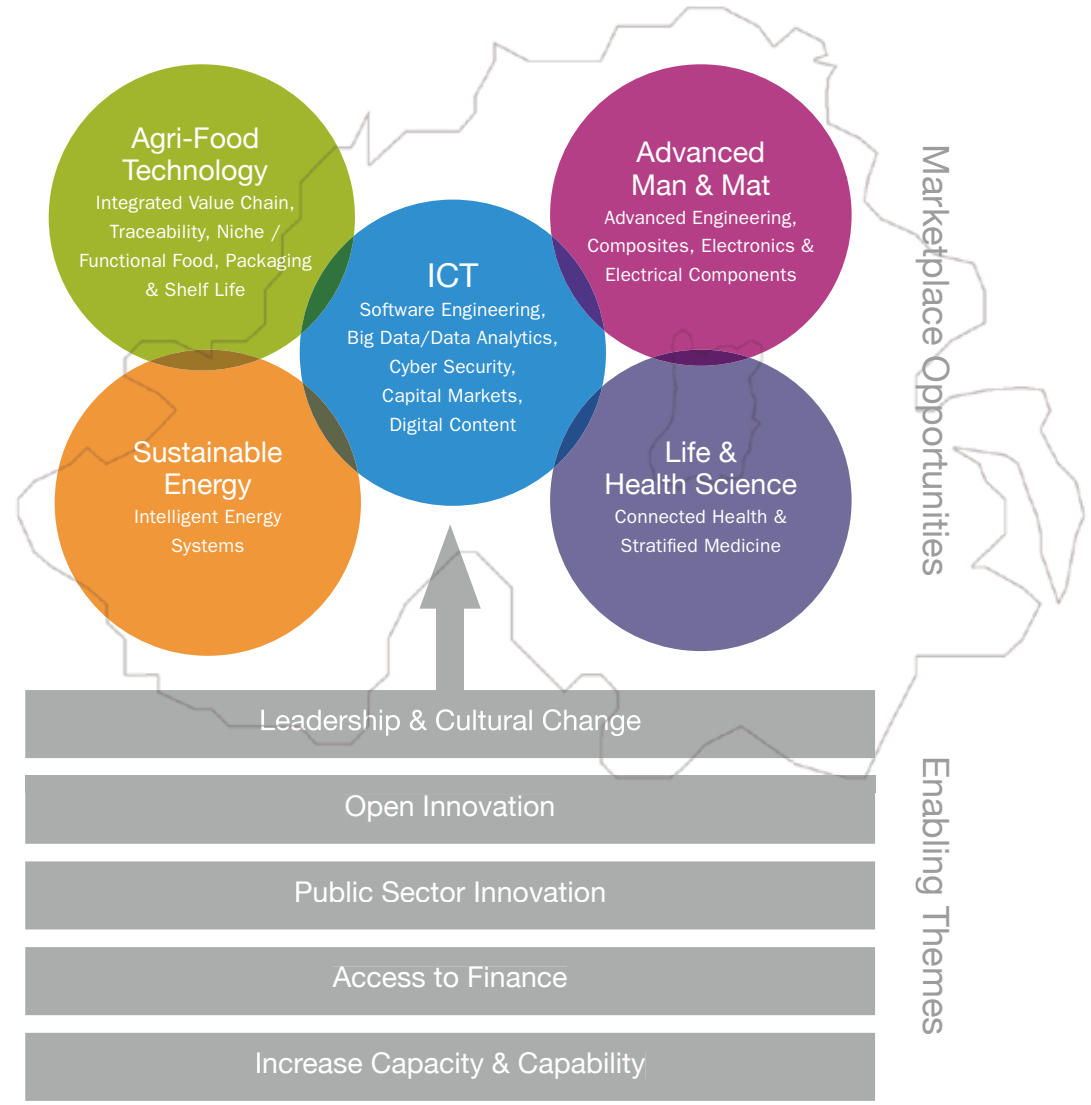 Agri-Food
Technology
Integrated Value Chain,
Traceability, Niche /
Functional Food, Packaging
& Shelf Life
Advanced
Man & Mat
Advanced Engineering,
Composites, Electronics &
Electrical Components
ICT
Software Engineering,
Big Data/Data Analytics,
Cyber Security,
Capital Markets,
Digital Content
Sustainable
Energy
Intelligent Energy
Systems
Life &
Health Science
Connected Health &
Stratified Medicine
Marketplace Opportunities
Leadership & Cultural Change
Open Innovation
Public Sector Innovation
Access to Finance
Increase Capacity & Capability
Enabling Themes